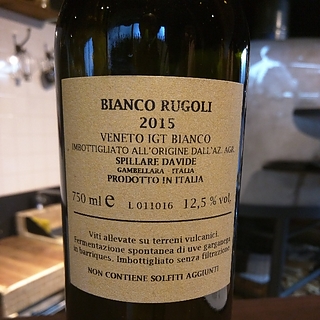 BIANCO RUGOLI
2015
VENETO IGT BIANCO
IMBOTTIGLIATO ALL'ORIGINE DALL'AZ. AGR.
SPILLARE DAVIDE
GAMBELLARA - ITALIA
PRODOTTO IN ITALIA
750 ml e L 011016 12,5 % vol.
Viti allevate su terreni vulcanici.
Fermentazione spontanea di uve garganega
in barriques. Imbottigliato senza filtrazione.
NON CONTIENE SOLFITI AGGIUNTI